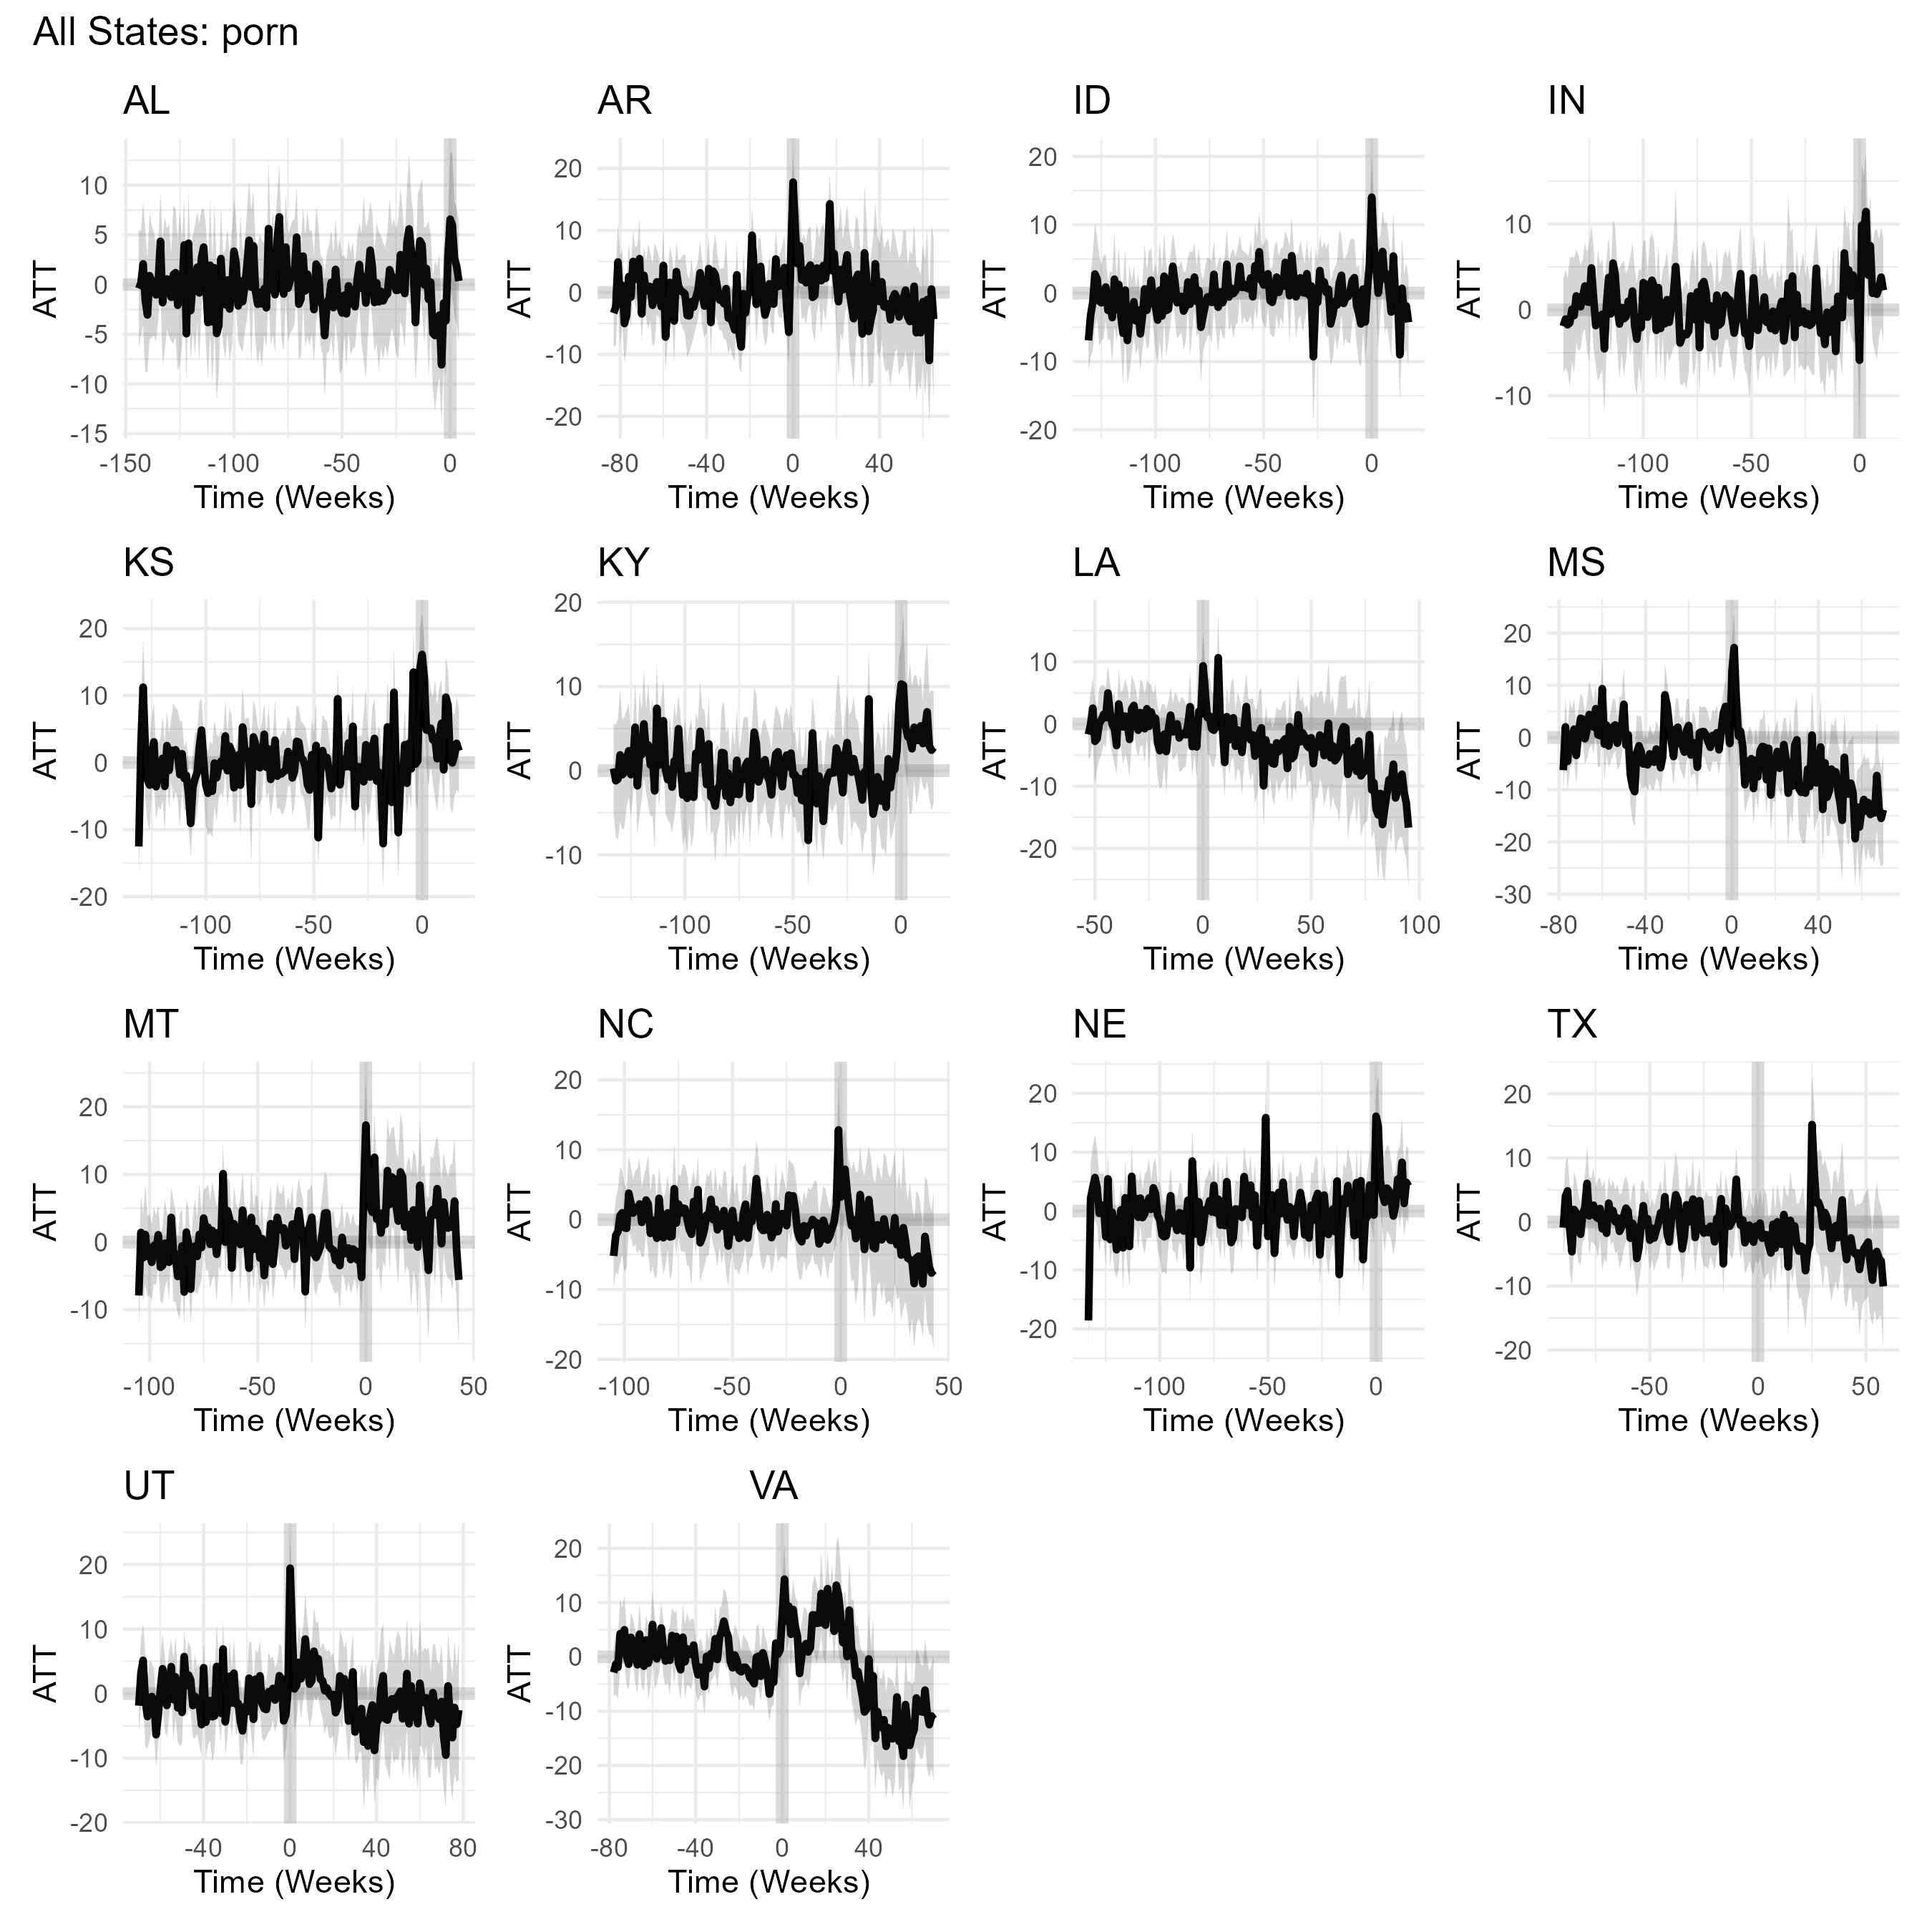 All States: porn
AL
AR
ID
IN
10
5
0
-5
-10
-15
ATT
-150 -100 -50 0
Time (Weeks)
20
10
0
-10
-20
ATT
-80 -40 0 40
Time (Weeks)
20
10
0
-10
-20
ATT
-100 -50 0
Time (Weeks)
10
0
-10
ATT
-100 -50 0
Time (Weeks)
KS
KY
LA
MS
20
10
0
-10
-20
ATT
-100 -50 0
Time (Weeks)
20
10
0
-10
ATT
-100 -50 0
Time (Weeks)
10
0
-10
-20
ATT
-50 0 50 100
Time (Weeks)
20
10
0
-10
-20
-30
ATT
-80 -40 0 40
Time (Weeks)
MT
NC
NE
TX
20
10
0
-10
ATT
-100 -50 0 50
Time (Weeks)
20
10
0
-10
-20
ATT
-100 -50 0 50
Time (Weeks)
20
10
0
-10
-20
ATT
-100 -50 0
Time (Weeks)
20
10
0
-10
-20
ATT
-50 0 50
Time (Weeks)
UT
VA
20
10
0
-10
-20
ATT
-40 0 40 80
Time (Weeks)
20
10
0
-10
-20
-30
ATT
-80 -40 0 40
Time (Weeks)